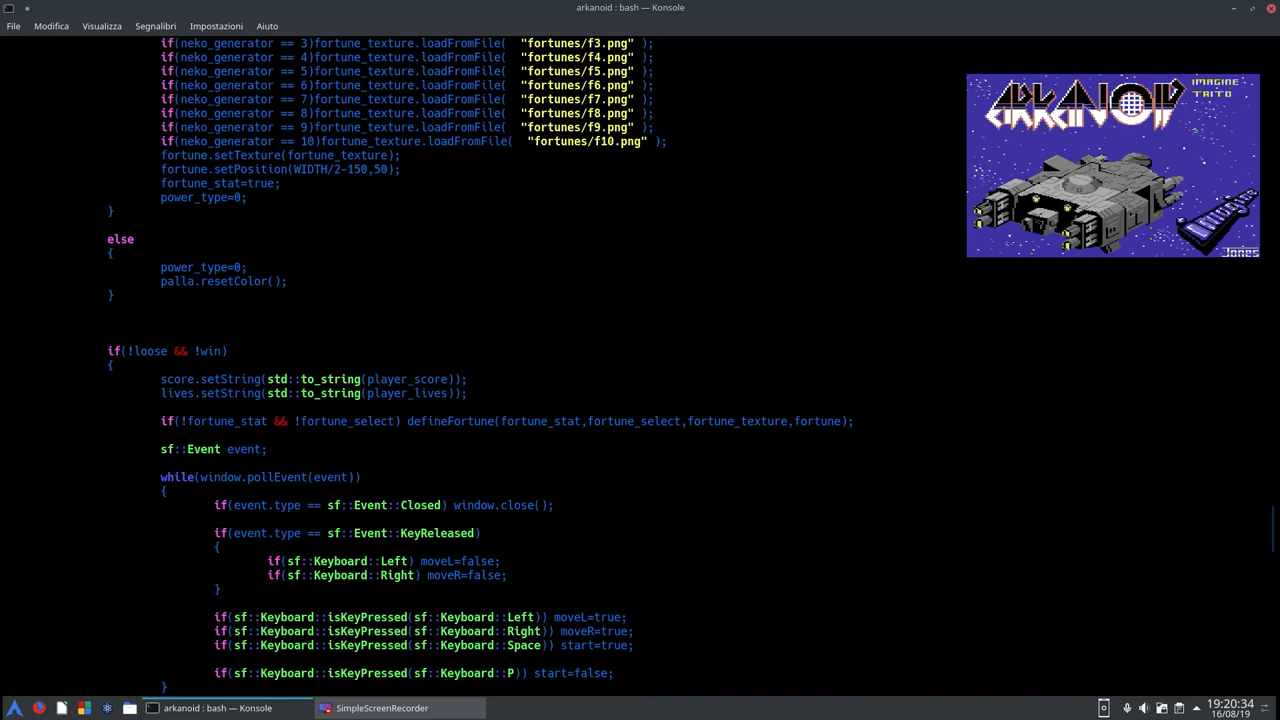 arkanoid : bash — Konsole
File Modifica Visualizza Segnalibri Impostazioni Aiuto
if(neko_generator == 3)fortune_texture.loadFromFile( "fortunes/f3.png" );
if(neko_generator == 4)fortune_texture.loadFromFile( "fortunes/f4.png" );
if(neko_generator == 5)fortune_texture.loadFromFile( "fortunes/f5.png" );
if(neko_generator == 6)fortune_texture.loadFromFile( "fortunes/f6.png" );
if(neko_generator == 7)fortune_texture.loadFromFile( "fortunes/f7.png" );
if(neko_generator == 8)fortune_texture.loadFromFile( "fortunes/f8.png" );
if(neko_generator == 9)fortune_texture.loadFromFile( "fortunes/f9.png" );
if(neko_generator == 10)fortune_texture.loadFromFile( "fortunes/f10.png" );
fortune.setTexture(fortune_texture);
fortune.setPosition(WIDTH/2-150,50);
fortune_stat=true;
power_type=0;
}
else
{
power_type=0;
palla.resetColor();
}
if(!loose && !win)
{
score.setString(std::to_string(player_score));
lives.setString(std::to_string(player_lives));
if(!fortune_stat && !fortune_select) defineFortune(fortune_stat,fortune_select,fortune_texture,fortune);
sf::Event event;
while(window.pollEvent(event))
{
if(event.type == sf::Event::Closed) window.close();
if(event.type == sf::Event::KeyReleased)
{
if(sf::Keyboard::Left) moveL=false;
if(sf::Keyboard::Right) moveR=false;
}
if(sf::Keyboard::isKeyPressed(sf::Keyboard::Left)) moveL=true;
if(sf::Keyboard::isKeyPressed(sf::Keyboard::Right)) moveR=true;
if(sf::Keyboard::isKeyPressed(sf::Keyboard::Space)) start=true;
if(sf::Keyboard::isKeyPressed(sf::Keyboard::P)) start=false;
}
ARKANOID
IMAGINE
TAITO
Jones
arkanoid : bash — Konsole
SimpleScreenRecorder
19:20:34
16/08/19